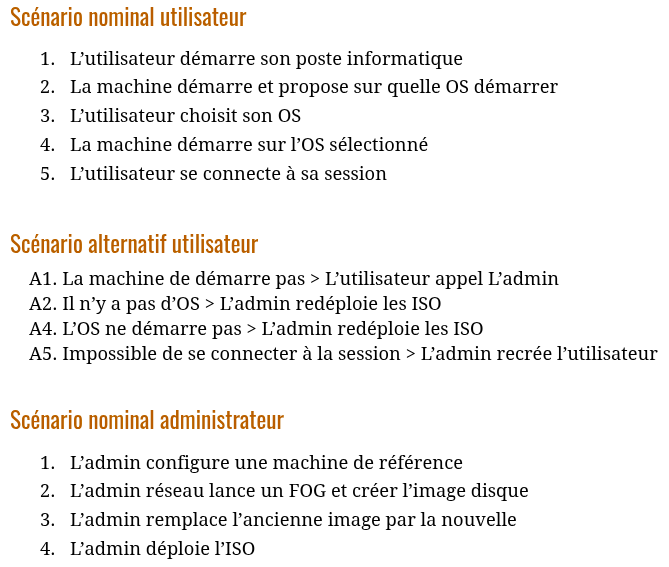 Scénario nominal utilisateur
1. L’utilisateur démarre son poste informatique
2. La machine démarre et propose sur quelle OS démarrer
3. L’utilisateur choisit son OS
4. La machine démarre sur l’OS sélectionné
5. L’utilisateur se connecte à sa session
Scénario alternatif utilisateur
A1. La machine de démarre pas > L’utilisateur appel L’admin
A2. Il n’y a pas d’OS > L’admin redéploie les ISO
A4. L’OS ne démarre pas > L’admin redéploie les ISO
A5. Impossible de se connecter à la session > L’admin recrée l’utilisateur
Scénario nominal administrateur
1. L’admin configure une machine de référence
2. L’admin réseau lance un FOG et créer l’image disque
3. L’admin remplace l’ancienne image par la nouvelle
4. L’admin déploie l’ISO